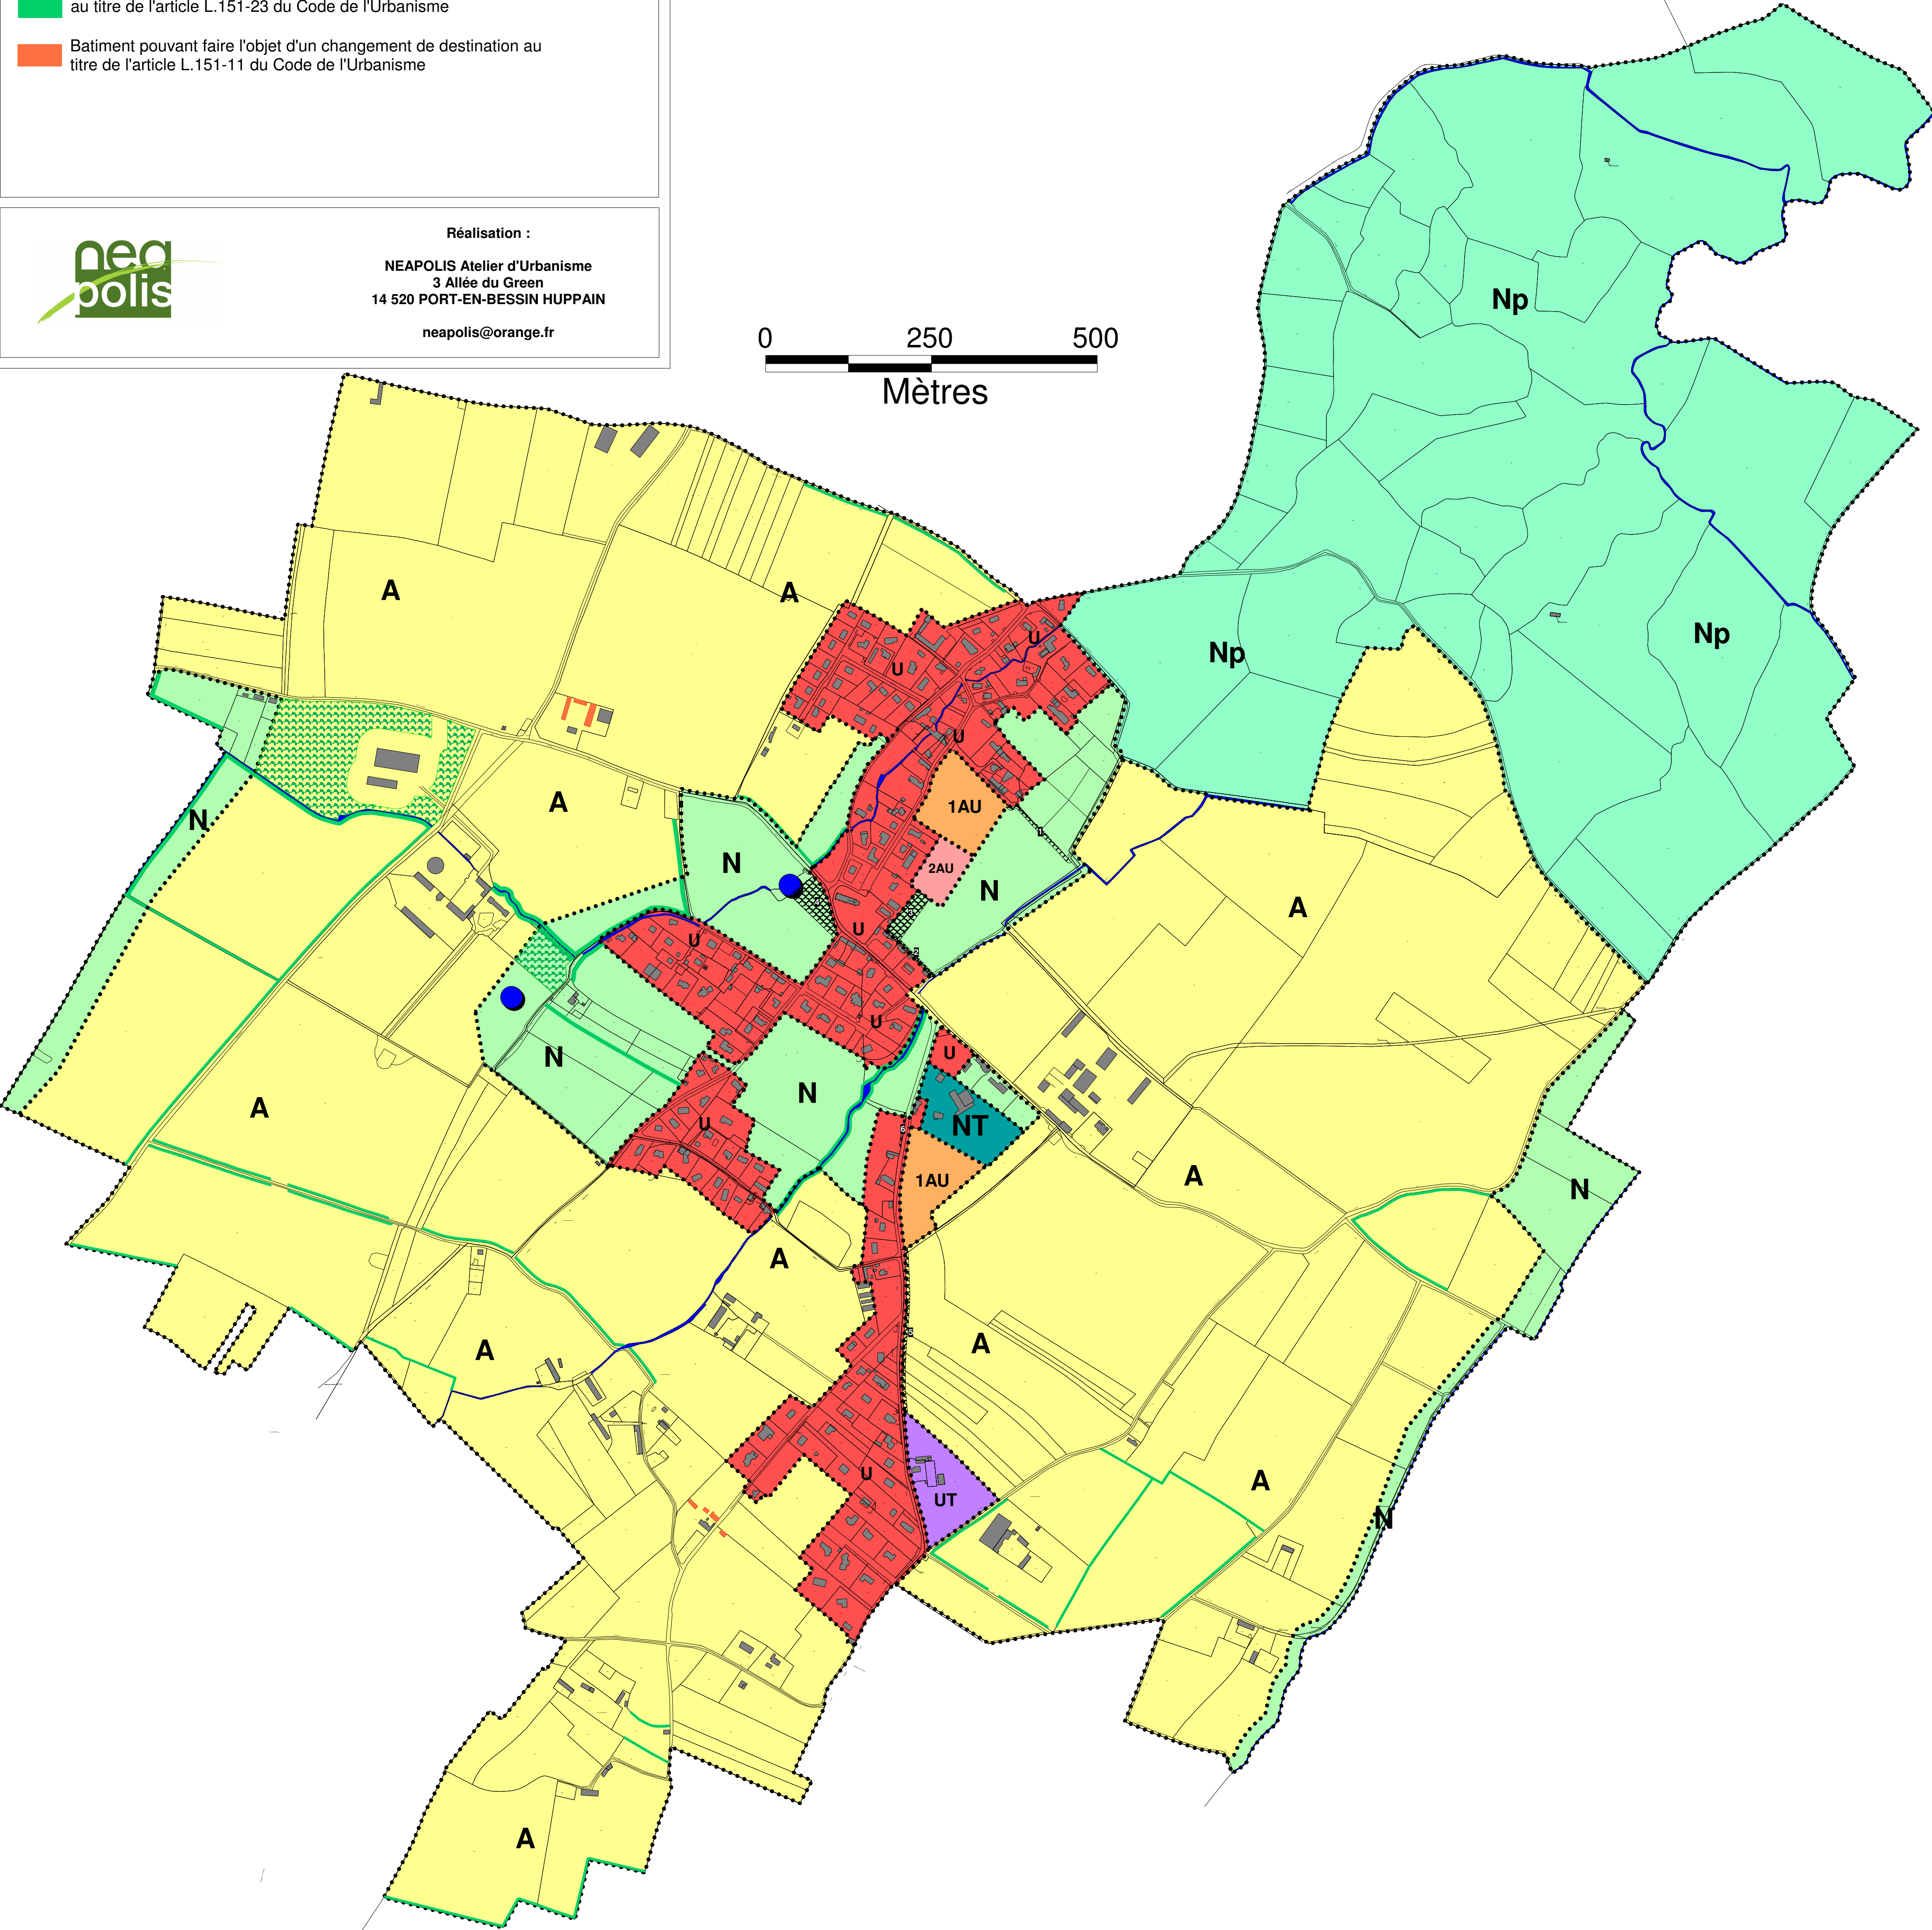 au titre de l'article L.151-23 du Code de l'Urbanisme
Batiment pouvant faire l'objet d'un changement de destination au
titre de l'article L.151-11 du Code de l'Urbanisme
nea
polis
Réalisation :
NEAPOLIS Atelier d'Urbanisme
3 Allée du Green
14 520 PORT-EN-BESSIN HUPPAIN
neapolis@orange.fr
0 250 500
Mètres
Np
A
A
U
U
Np
Np
U
A
1AU
N
N
2AU
N
A
U
U
U
N
A
N
U
NT
U
6
1AU
A
N
A
A
A
A
U
UT
N
A